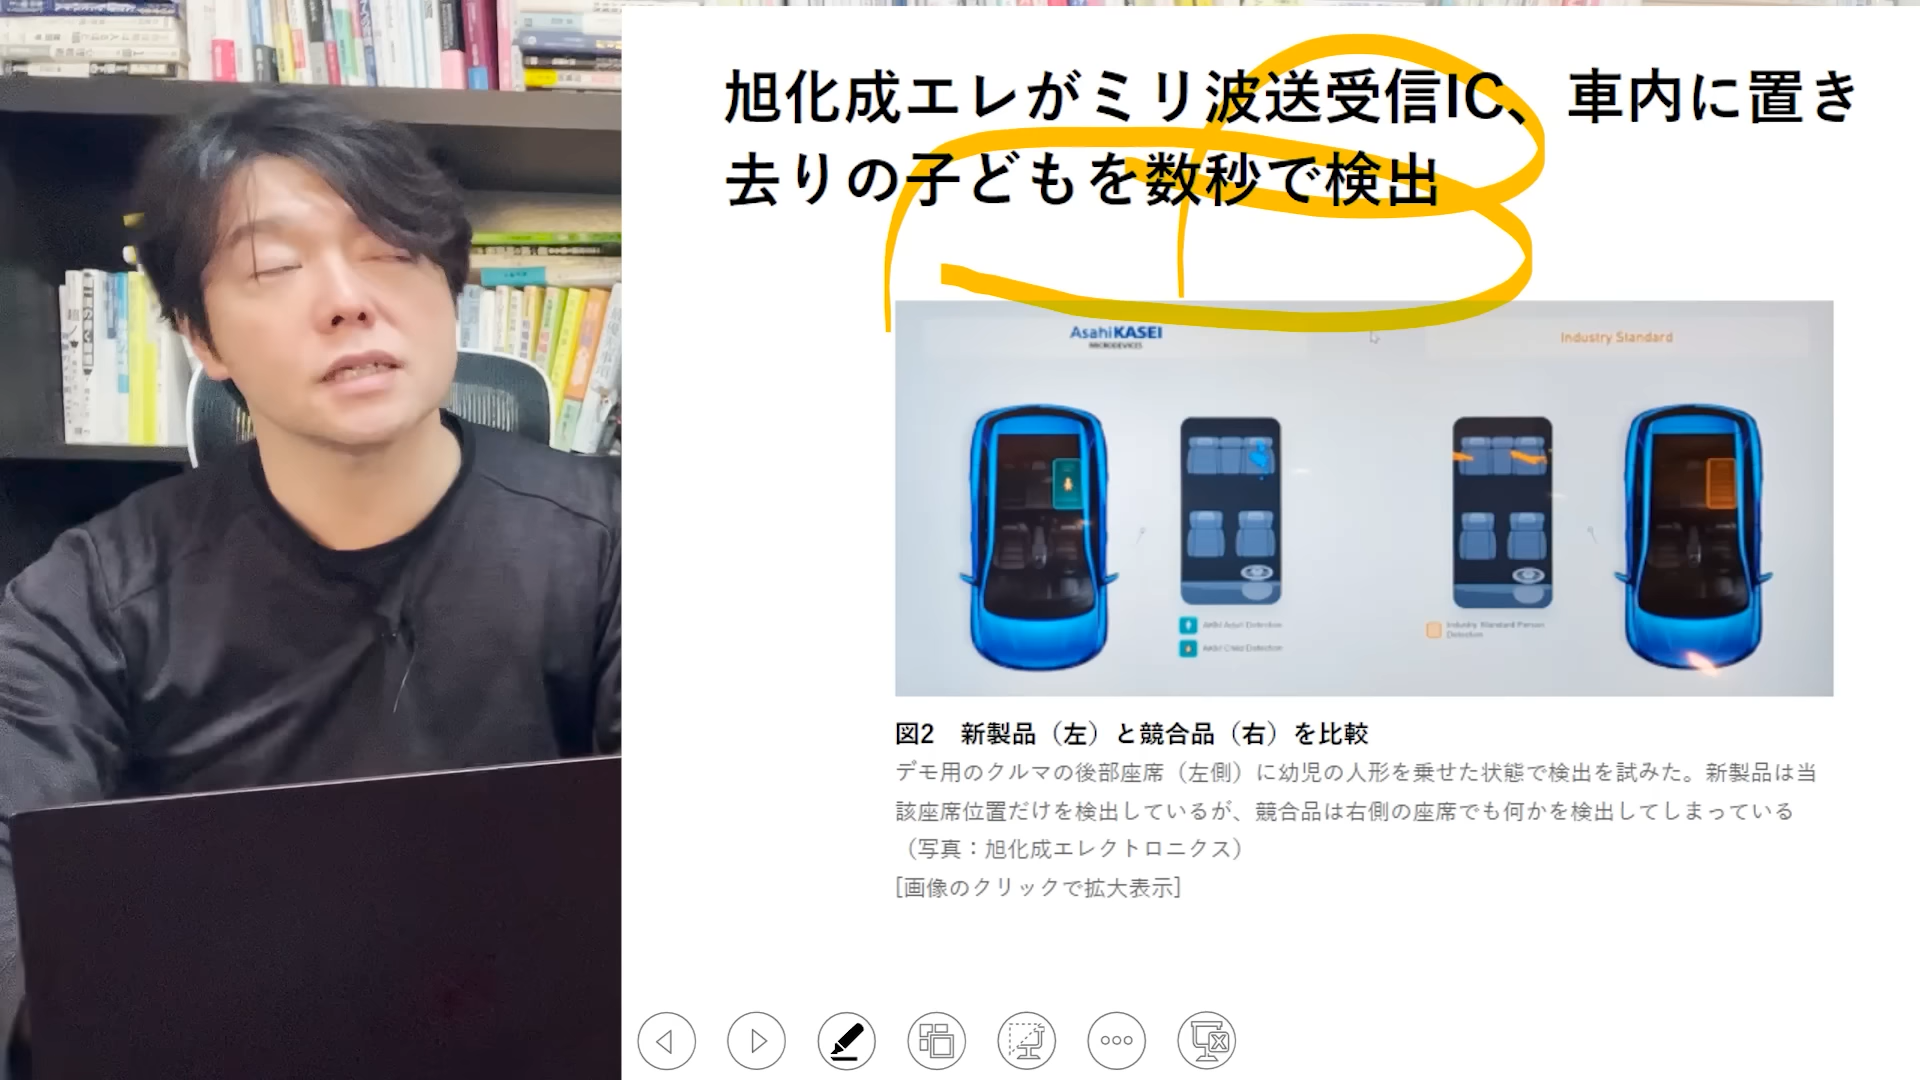 旭化成エレがミリ波送受信IC、車内に置き
去りの子どもを数秒で検出
AsahiKASEI
MICRODEVICES
Industry Standard
Industry Standard Person
Detection
図2　新製品（左）と競合品（右）を比較
デモ用のクルマの後部座席（左側）に幼児の人形を乗せた状態で検出を試みた。新製品は当
該座席位置だけを検出しているが、競合品は右側の座席でも何かを検出してしまっている
（写真：旭化成エレクトロニクス）
[画像のクリックで拡大表示]